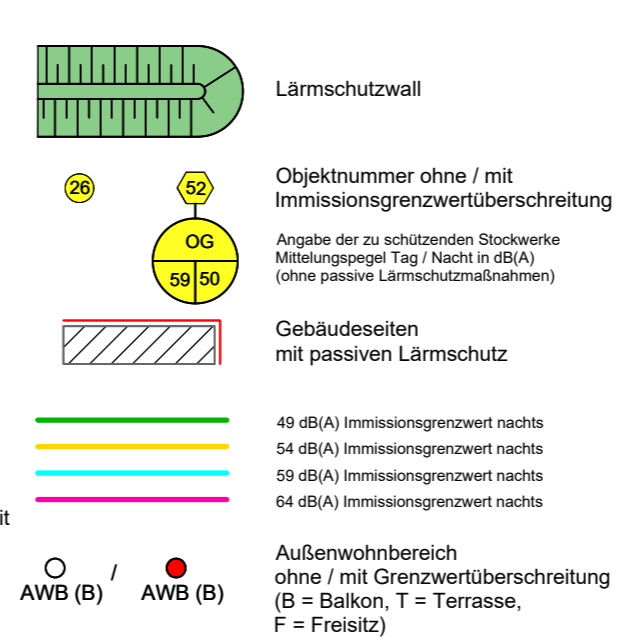 Lärmschutzwall
26
52
Objektnummer ohne / mit
Immissionsgrenzwertüberschreitung
OG
59 50
Angabe der zu schützenden Stockwerke
Mittelungspegel Tag / Nacht in dB(A)
(ohne passive Lärmschutzmaßnahmen)
Gebäudeseiten
mit passiven Lärmschutz
49 dB(A) Immissionsgrenzwert nachts
54 dB(A) Immissionsgrenzwert nachts
59 dB(A) Immissionsgrenzwert nachts
64 dB(A) Immissionsgrenzwert nachts
it
/
AWB (B)
AWB (B)
Außenwohnbereich
ohne / mit Grenzwertüberschreitung
(B = Balkon, T = Terrasse,
F = Freisitz)